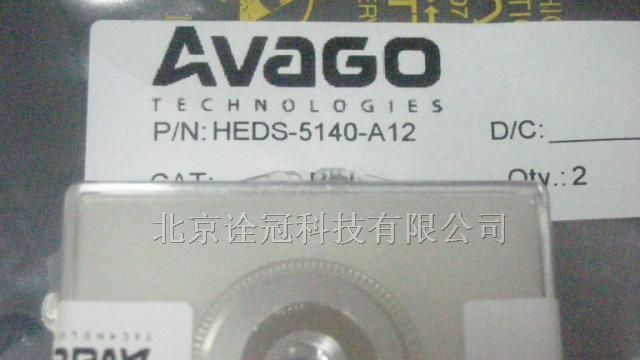 AVAGO
TECHNOLOGIES
P/N: HEDS-5140-A12
D/C:
Qty.: 2
北京诠冠科技有限公司